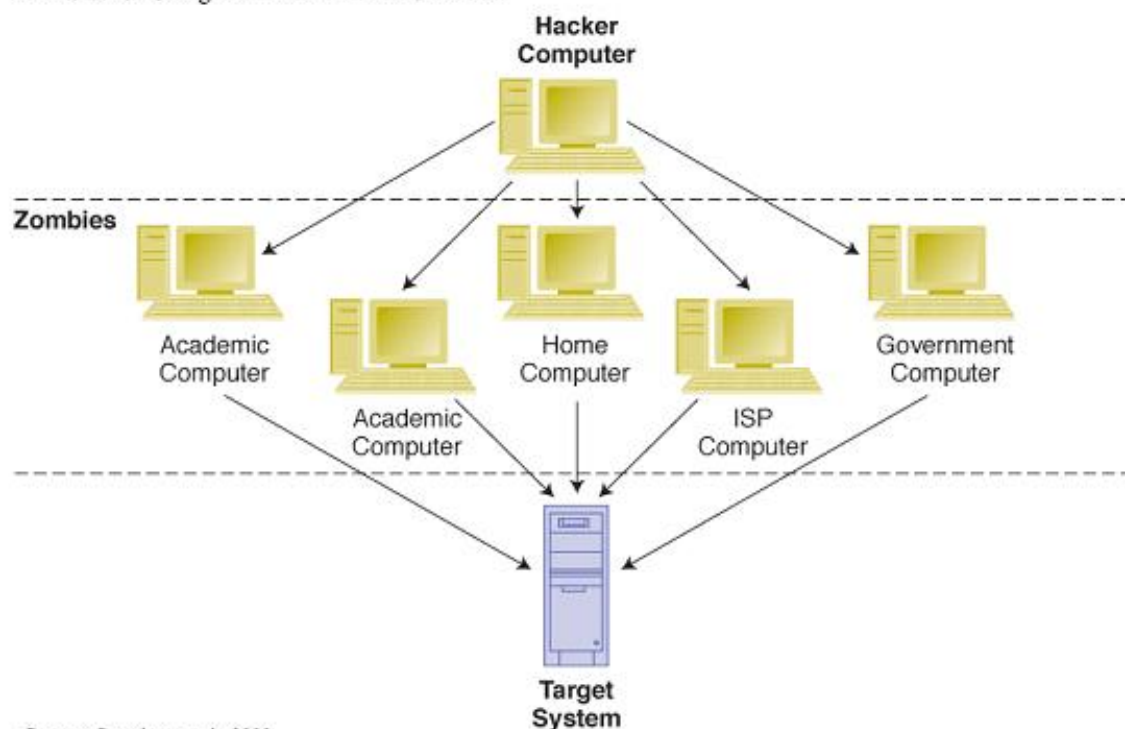 Hacker
Computer
Zombies
Academic
Computer
Academic
Computer
Home
Computer
ISP
Computer
Government
Computer
Target
System